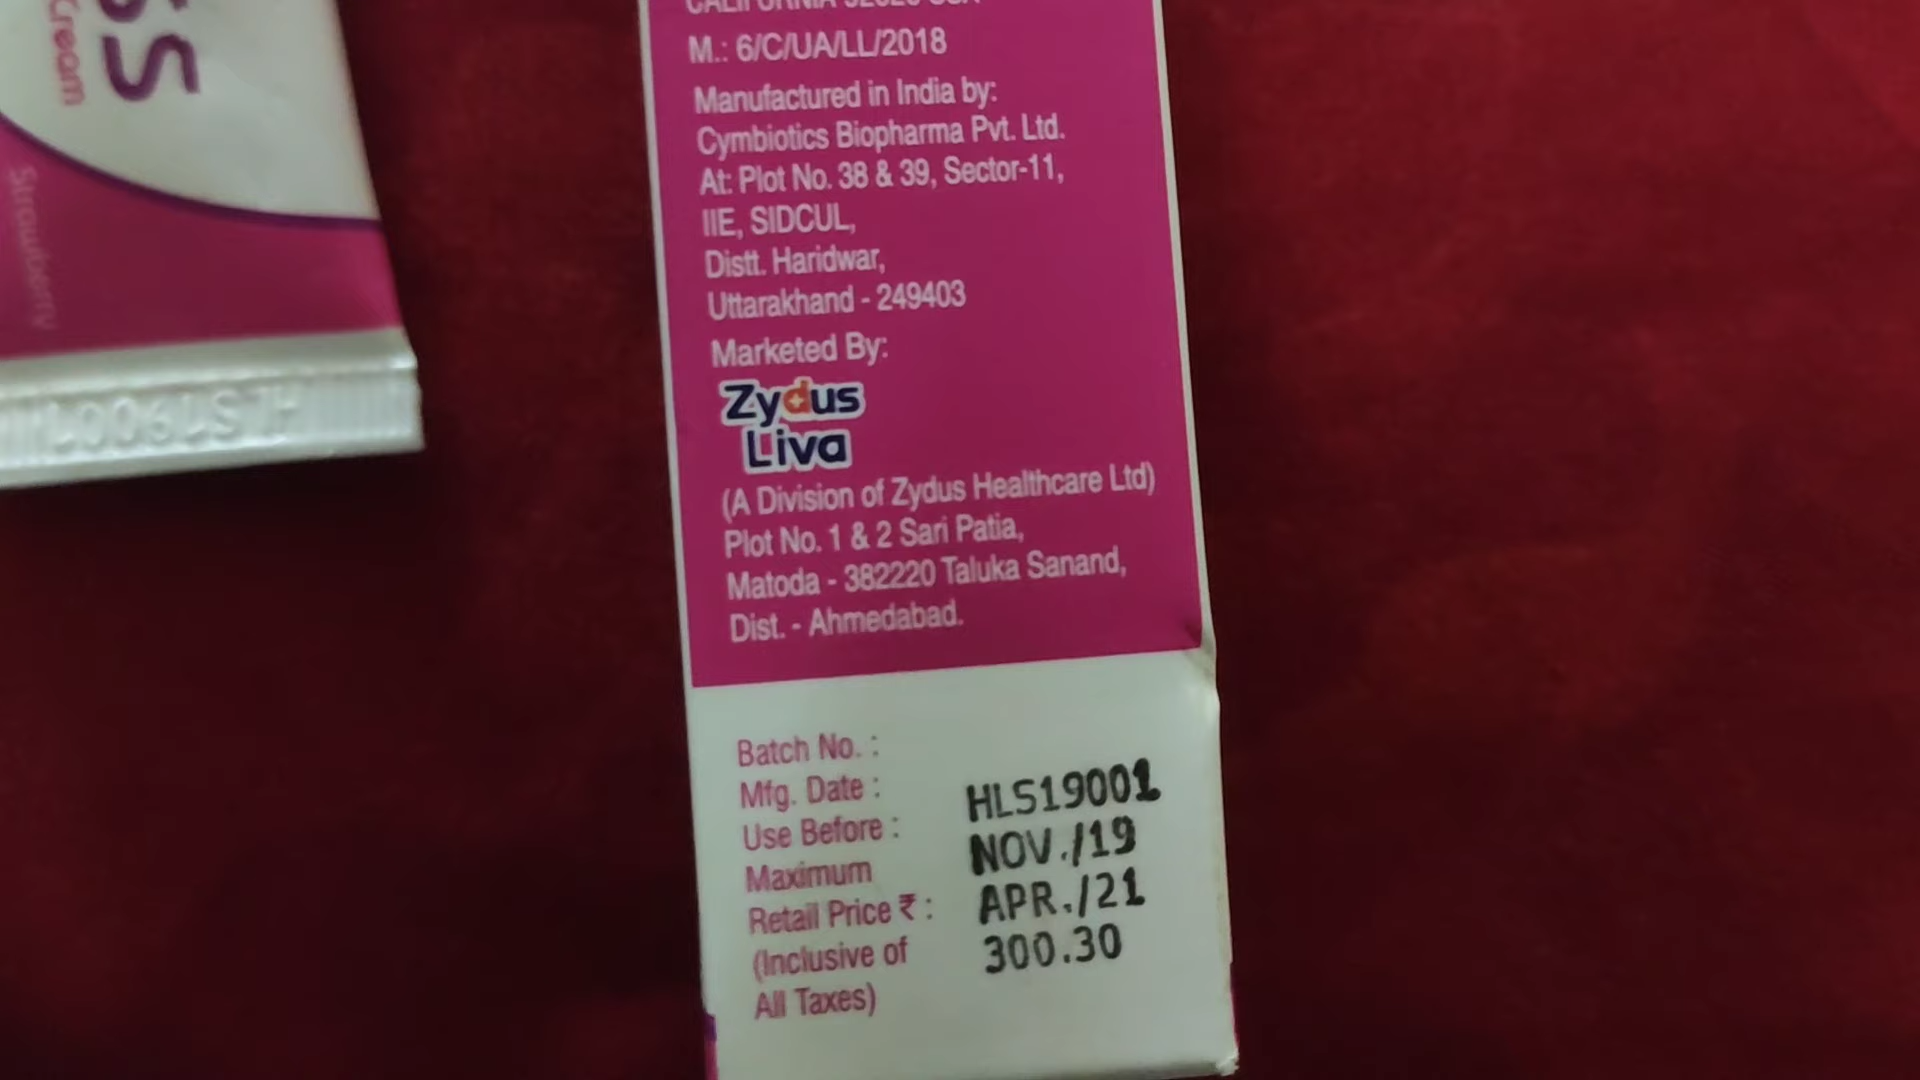 SS
Cream
Strawberry
HLS19001
M.: 6/C/UA/LL/2018
Manufactured in India by:
Cymbiotics Biopharma Pvt. Ltd.
At: Plot No. 38 & 39, Sector-11,
IIE, SIDCUL,
Distt. Haridwar,
Uttarakhand - 249403
Marketed By:
Zydus
Liva
(A Division of Zydus Healthcare Ltd)
Plot No. 1 & 2 Sari Patia,
Matoda - 382220 Taluka Sanand,
Dist. - Ahmedabad.
Batch No. :
Mfg. Date :
Use Before :
Maximum
Retail Price ₹ :
(Inclusive of
All Taxes)
HLS19001
NOV./19
APR./21
300.30